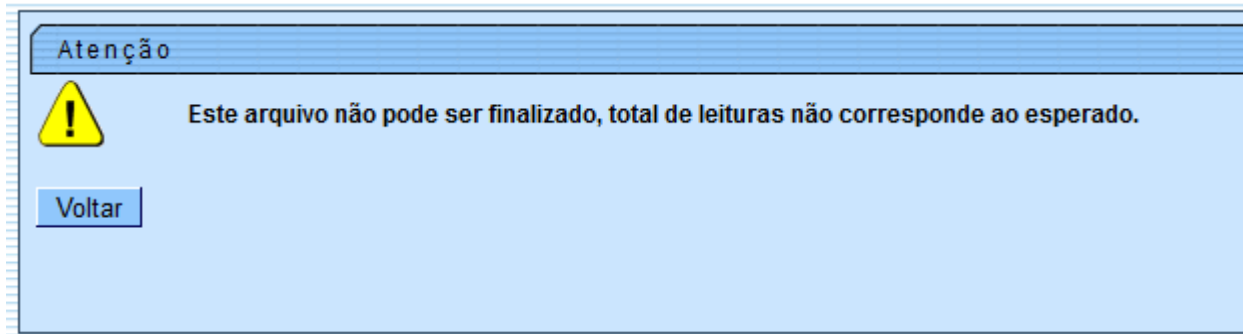 Atenção
Este arquivo não pode ser finalizado, total de leituras não corresponde ao esperado.
Voltar